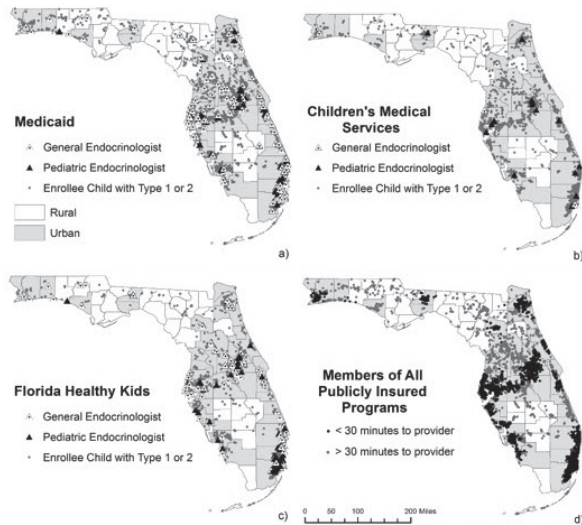 Medicaid
General Endocrinologist
Pediatric Endocrinologist
Enrollee Child with Type 1 or 2
Rural
Urban
a)
Children's Medical
Services
General Endocrinologist
Pediatric Endocrinologist
Enrollee Child with Type 1 or 2
b)
Florida Healthy Kids
General Endocrinologist
Pediatric Endocrinologist
Enrollee Child with Type 1 or 2
c)
Members of All
Publicly Insured
Programs
< 30 minutes to provider
> 30 minutes to provider
0 50 100 200 Miles
d)